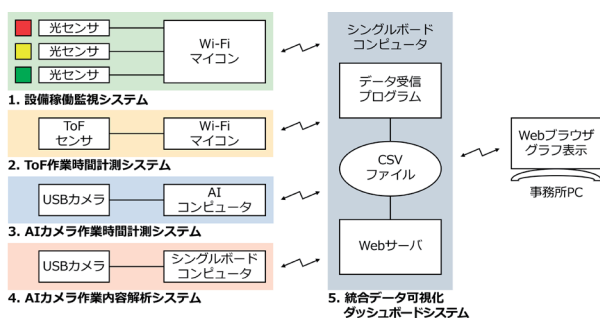 光センサ
光センサ
光センサ
Wi-Fi
マイコン
1. 設備稼働監視システム
ToF
センサ
Wi-Fi
マイコン
2. ToF作業時間計測システム
USBカメラ
AI
コンピュータ
3. AIカメラ作業時間計測システム
USBカメラ
シングルボード
コンピュータ
4. AIカメラ作業内容解析システム
シングルボード
コンピュータ
データ受信
プログラム
CSV
ファイル
Webサーバ
5. 統合データ可視化
ダッシュボードシステム
Webブラウザ
グラフ表示
事務所PC